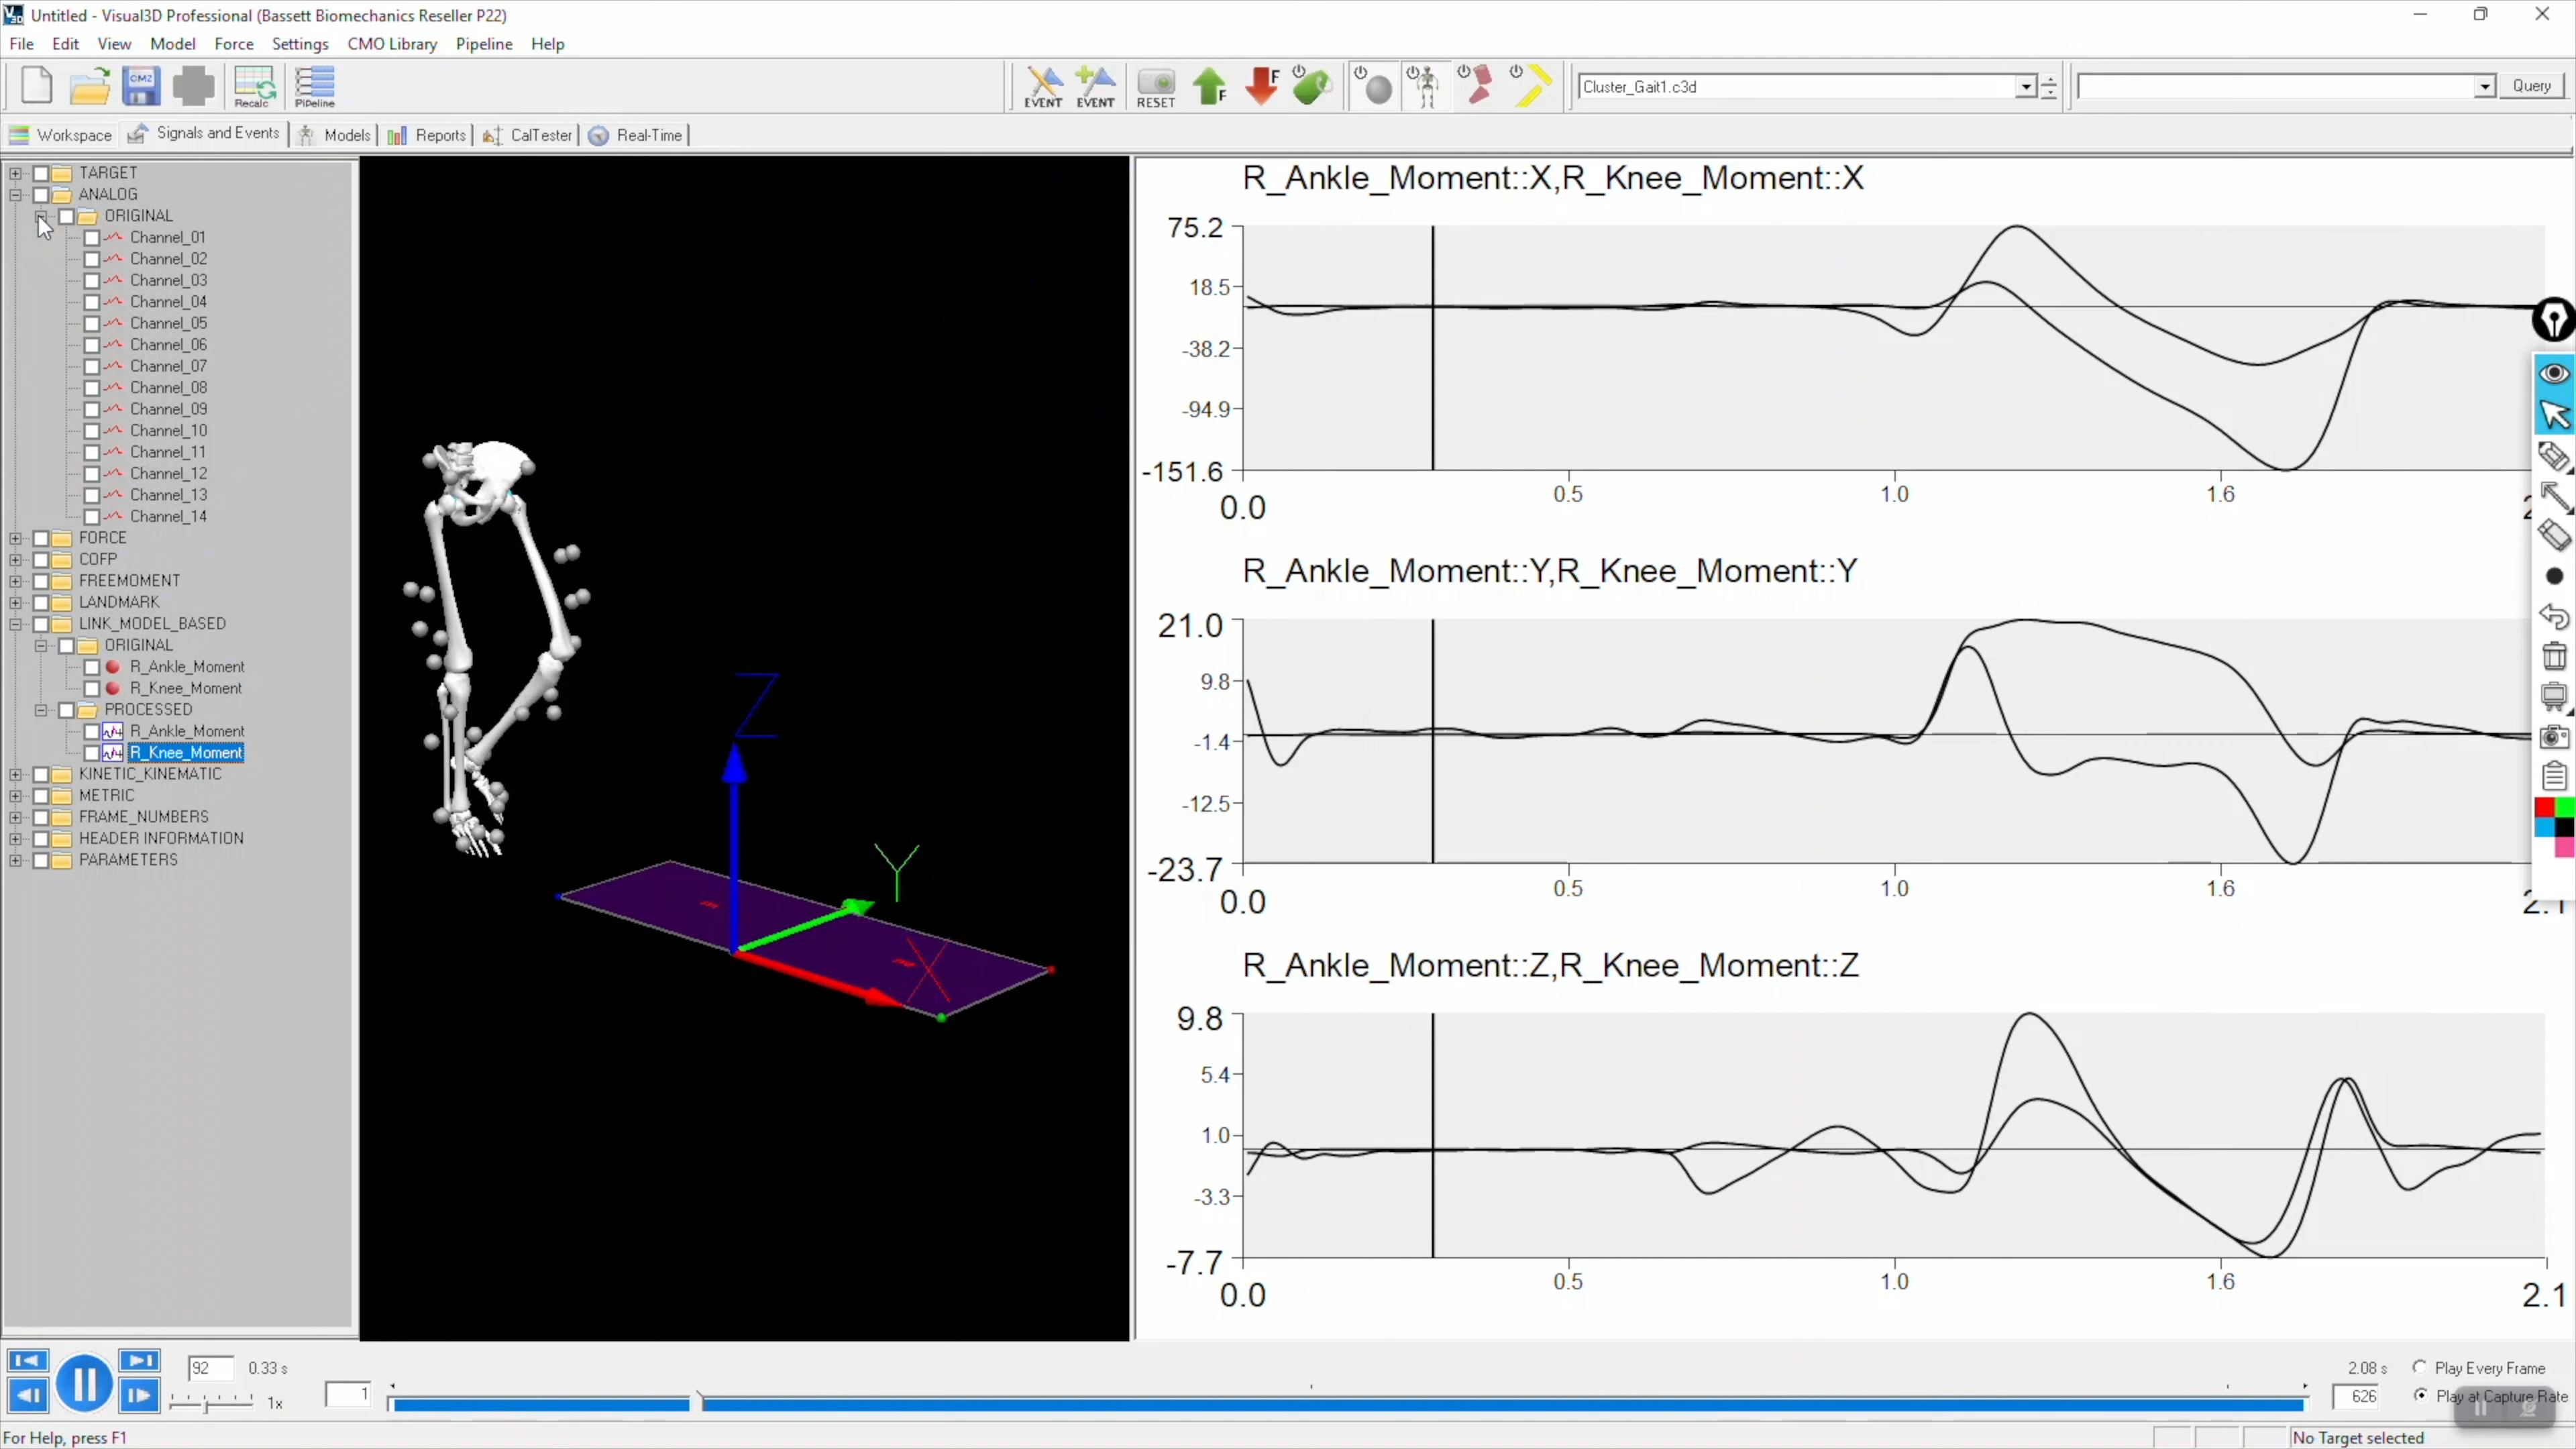 Untitled - Visual3D Professional (Bassett Biomechanics Reseller P22)
File Edit View Model Force Settings CMO Library Pipeline Help
CM2 Recalc PiPeline EVENT EVENT RESET F F Cluster_Gait1.c3d Query
Workspace Signals and Events Models Reports CalTester Real-Time
TARGET
ANALOG
ORIGINAL
Channel_01
Channel_02
Channel_03
Channel_04
Channel_05
Channel_06
Channel_07
Channel_08
Channel_09
Channel_10
Channel_11
Channel_12
Channel_13
Channel_14
FORCE
COFP
FREEMOMENT
LANDMARK
LINK_MODEL_BASED
ORIGINAL
R_Ankle_Moment
R_Knee_Moment
PROCESSED
R_Ankle_Moment
R_Knee_Moment
KINETIC_KINEMATIC
METRIC
FRAME_NUMBERS
HEADER INFORMATION
PARAMETERS
Z
Y
X
R_Ankle_Moment::X,R_Knee_Moment::X
75.2
18.5
-38.2
-94.9
-151.6
0.5 1.0 1.6
0.0
R_Ankle_Moment::Y,R_Knee_Moment::Y
21.0
9.8
-1.4
-12.5
-23.7
0.5 1.0 1.6
0.0 2.1
R_Ankle_Moment::Z,R_Knee_Moment::Z
9.8
5.4
1.0
-3.3
-7.7
0.5 1.0 1.6
0.0 2.1
92 0.33 s
1x
1
2.08 s Play Every Frame
626 Play at Capture Rate
For Help, press F1
No Target selected